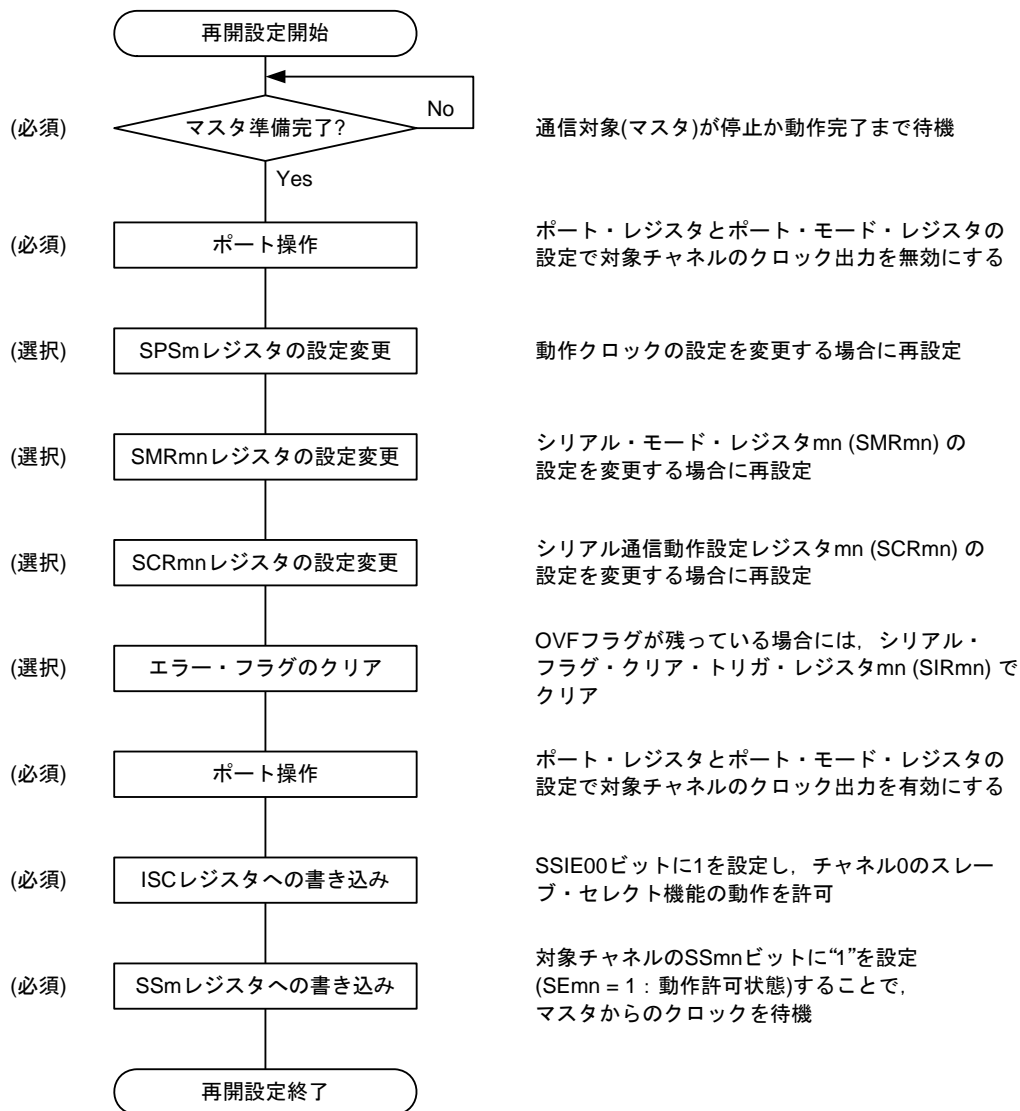 再開設定開始
No
(必須)
マスタ準備完了?
通信対象(マスタ)が停止か動作完了まで待機
Yes
(必須)
ポート操作
ポート・レジスタとポート・モード・レジスタの
設定で対象チャネルのクロック出力を無効にする
(選択)
SPSmレジスタの設定変更
動作クロックの設定を変更する場合に再設定
(選択)
SMRmnレジスタの設定変更
シリアル・モード・レジスタmn (SMRmn) の
設定を変更する場合に再設定
(選択)
SCRmnレジスタの設定変更
シリアル通信動作設定レジスタmn (SCRmn) の
設定を変更する場合に再設定
(選択)
エラー・フラグのクリア
OVFフラグが残っている場合には，シリアル・
フラグ・クリア・トリガ・レジスタmn (SIRmn) で
クリア
(必須)
ポート操作
ポート・レジスタとポート・モード・レジスタの
設定で対象チャネルのクロック出力を有効にする
(必須)
ISCレジスタへの書き込み
SSIE00ビットに1を設定し，チャネル0のスレー
ブ・セレクト機能の動作を許可
(必須)
SSmレジスタへの書き込み
対象チャネルのSSmnビットに“1”を設定
(SEmn = 1：動作許可状態)することで，
マスタからのクロックを待機
再開設定終了